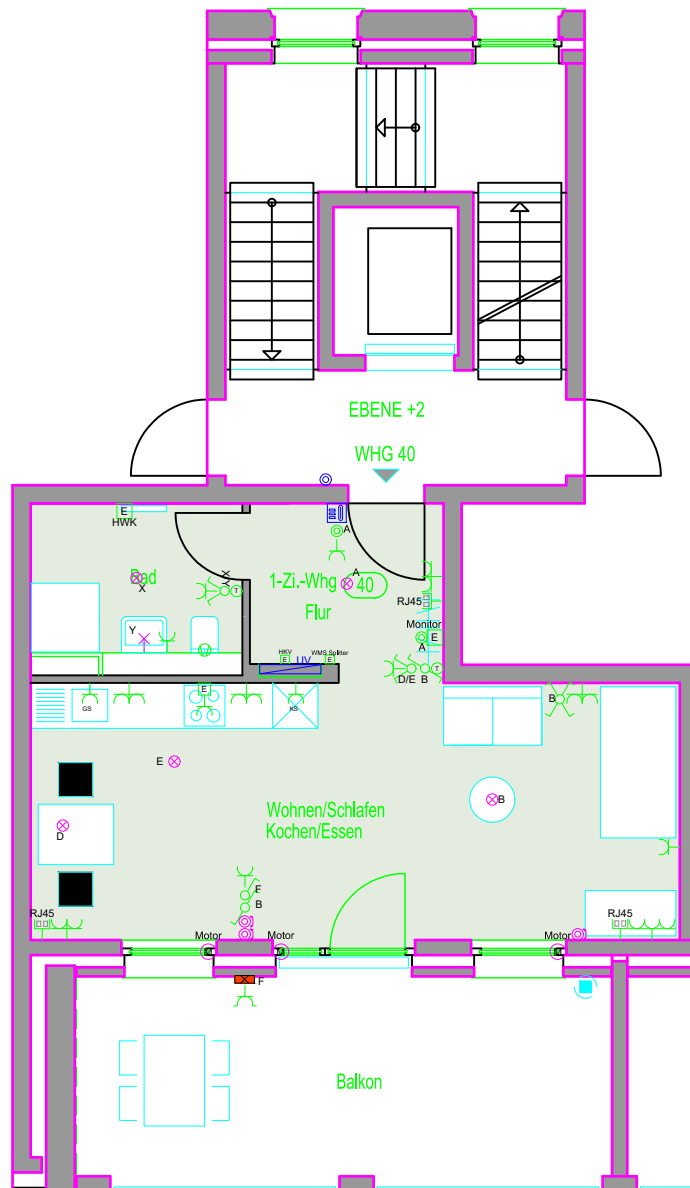 EBENE +2
WHG 40
E
HWK
A
Bad
X
X/Y
T
1-Zi.-Whg
40
A
Flur
RJ45
Monitor
E
A
Y
HKV
WMS Splitter
E
UV
E
D/E B
T
E
GS
KS
B
E
B
D
Wohnen/Schlafen
Kochen/Essen
F
B
RJ45
RJ45
Motor
Motor
Motor
M
M
M
F
Balkon